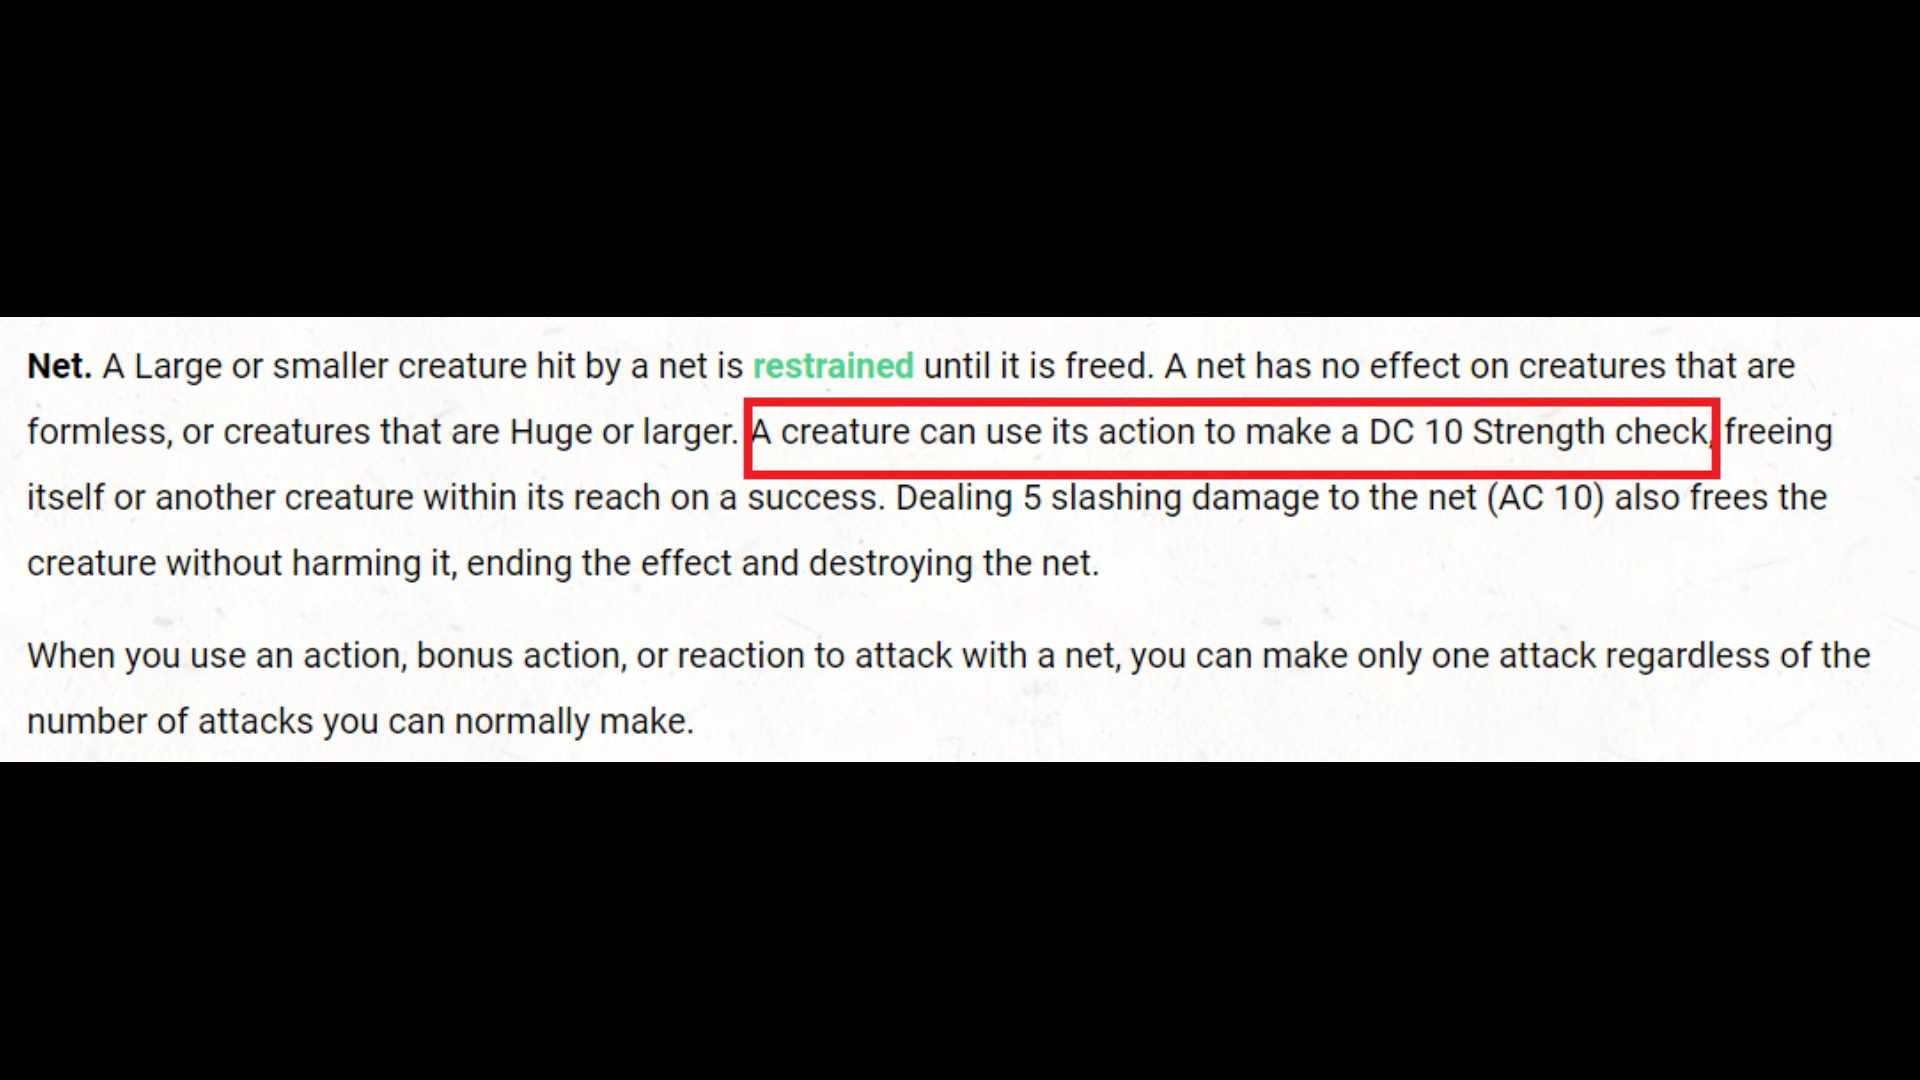 Net. A Large or smaller creature hit by a net is restrained until it is freed. A net has no effect on creatures that are
formless, or creatures that are Huge or larger. A creature can use its action to make a DC 10 Strength check, freeing
itself or another creature within its reach on a success. Dealing 5 slashing damage to the net (AC 10) also frees the
creature without harming it, ending the effect and destroying the net.
When you use an action, bonus action, or reaction to attack with a net, you can make only one attack regardless of the
number of attacks you can normally make.